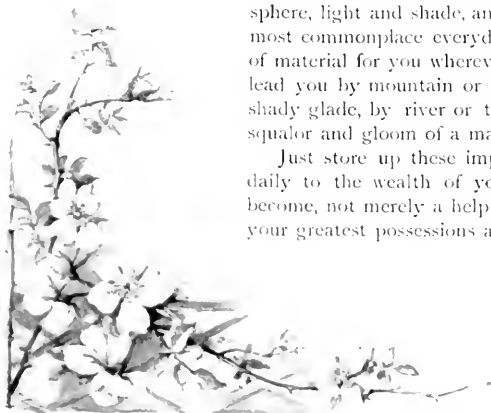 sphere, light and shade, an
most commonplace everyd
of material for you wherev
lead you by mountain or
shady glade, by river or t
squalor and gloom of a ma
Just store up these imp
daily to the wealth of yo
become, not merely a help
your greatest possessions a